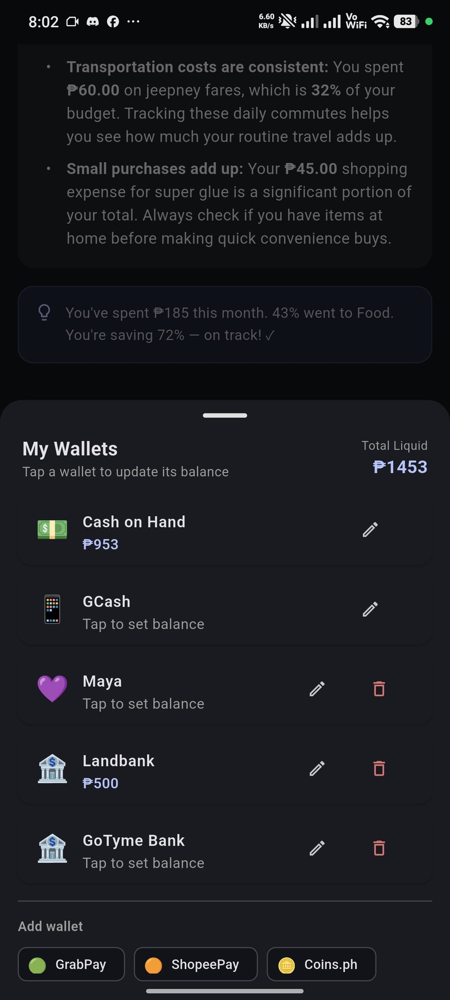 8:02
6.60
KB/s
Vo
WiFi
83
• Transportation costs are consistent: You spent
₱60.00 on jeepney fares, which is 32% of your
budget. Tracking these daily commutes helps
you see how much your routine travel adds up.
• Small purchases add up: Your ₱45.00 shopping
expense for super glue is a significant portion of
your total. Always check if you have items at
home before making quick convenience buys.
You've spent ₱185 this month. 43% went to Food.
You're saving 72% — on track! ✓
My Wallets
Total Liquid
Tap a wallet to update its balance
₱1453
Cash on Hand
₱953
GCash
Tap to set balance
Maya
Tap to set balance
Landbank
₱500
GoTyme Bank
Tap to set balance
Add wallet
GrabPay
ShopeePay
Coins.ph